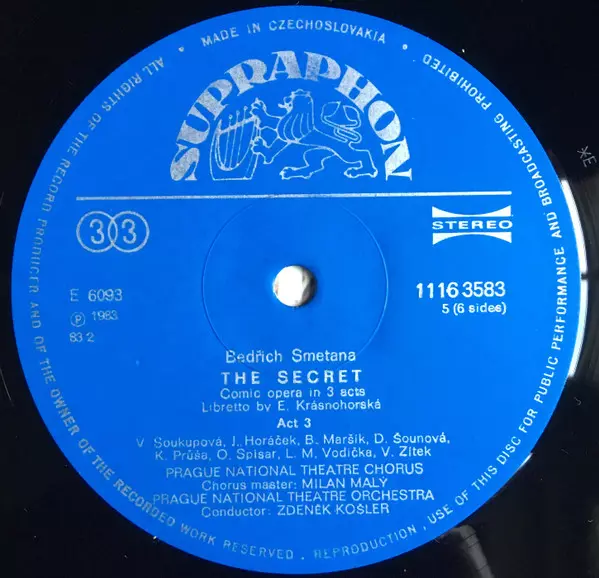 MADE IN CZECHOSLOVAKIA
ALL RIGHTS OF THE RECORD PRODUCER AND OF THE OWNER OF THE RECORDED WORK RESERVED . REPRODUCTION, USE OF THIS DISC FOR PUBLIC PERFORMANCE AND BROADCASTING PROHIBITED
SUPRAPHON
33
STEREO
E 6093
11163583
℗ 1983
5 (6 sides)
83 2
Bedřich Smetana
THE SECRET
Comic opera in 3 acts
Libretto by E. Krásnohorská
Act 3
V. Soukupová, J. Horáček, B. Maršík, D. Šounová,
K. Průša, O. Spisar, L. M. Vodička, V. Zítek
PRAGUE NATIONAL THEATRE CHORUS
Chorus master: MILAN MALÝ
PRAGUE NATIONAL THEATRE ORCHESTRA
Conductor: ZDENĚK KOŠLER